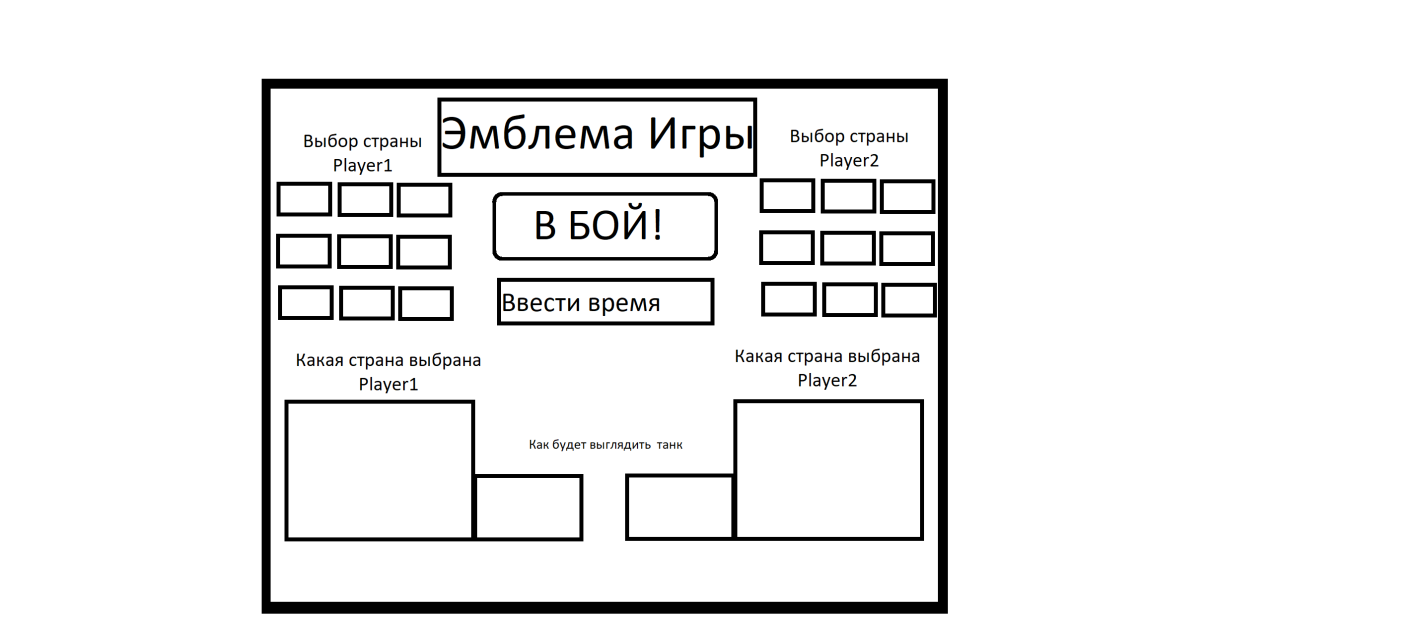 Эмблема Игры
Выбор страны
Player1
Выбор страны
Player2
В БОЙ!
Ввести время
Какая страна выбрана
Player1
Какая страна выбрана
Player2
Как будет выглядить  танк